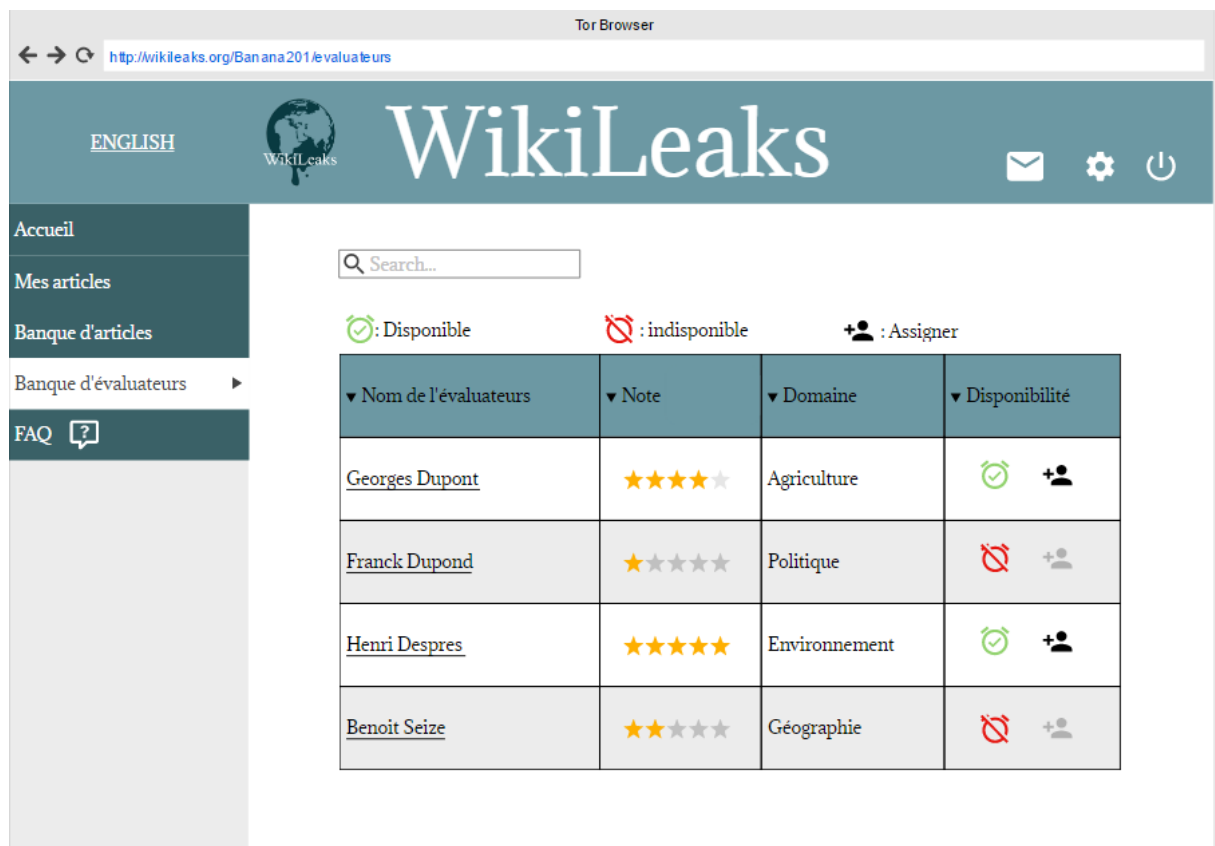 Tor Browser
http://wikileaks.org/Banana201/evaluateurs
ENGLISH
WikiLeaks
WikiLeaks
Accueil
Mes articles
Banque d'articles
Banque d'évaluateurs
FAQ ?
Search...
: Disponible : indisponible : Assigner
Nom de l'évaluateurs Note Domaine Disponibilité
Georges Dupont Agriculture
Franck Dupond Politique
Henri Despres Environnement
Benoit Seize Géographie